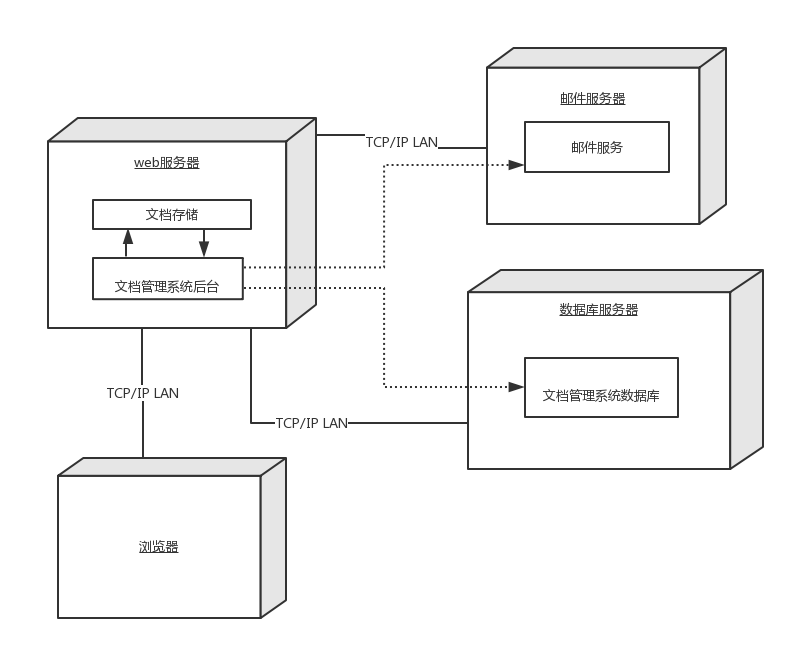 邮件服务器
TCP/IP LAN
邮件服务
web服务器
文档存储
文档管理系统后台
数据库服务器
文档管理系统数据库
TCP/IP LAN
TCP/IP LAN
浏览器